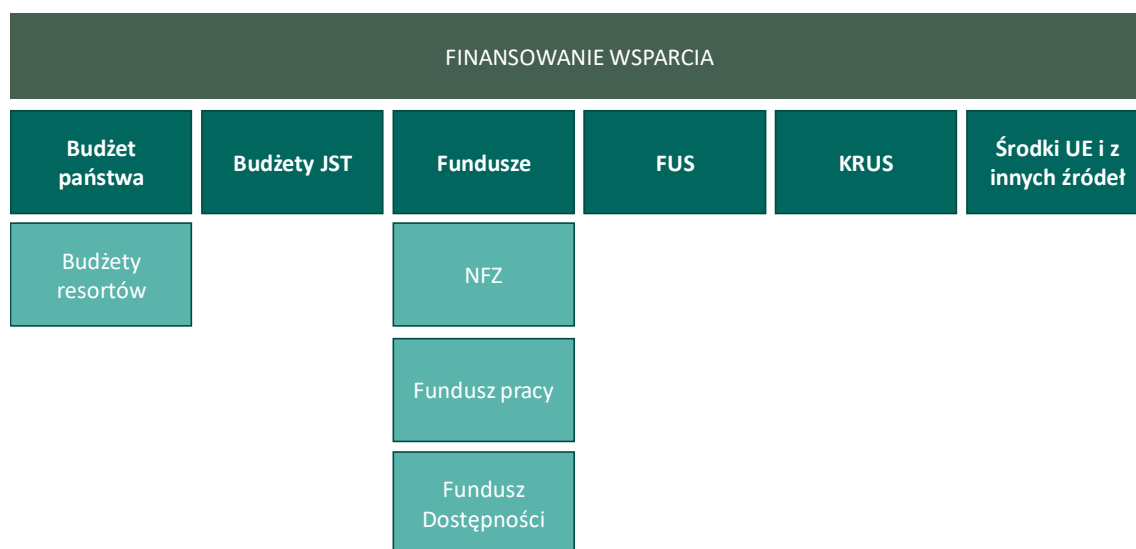 FINANSOWANIE WSPARCIA
Budżet
państwa
Budżety JST
Fundusze
FUS
KRUS
Środki UE i z
innych źródeł
Budżety
resortów
NFZ
Fundusz pracy
Fundusz
Dostępności